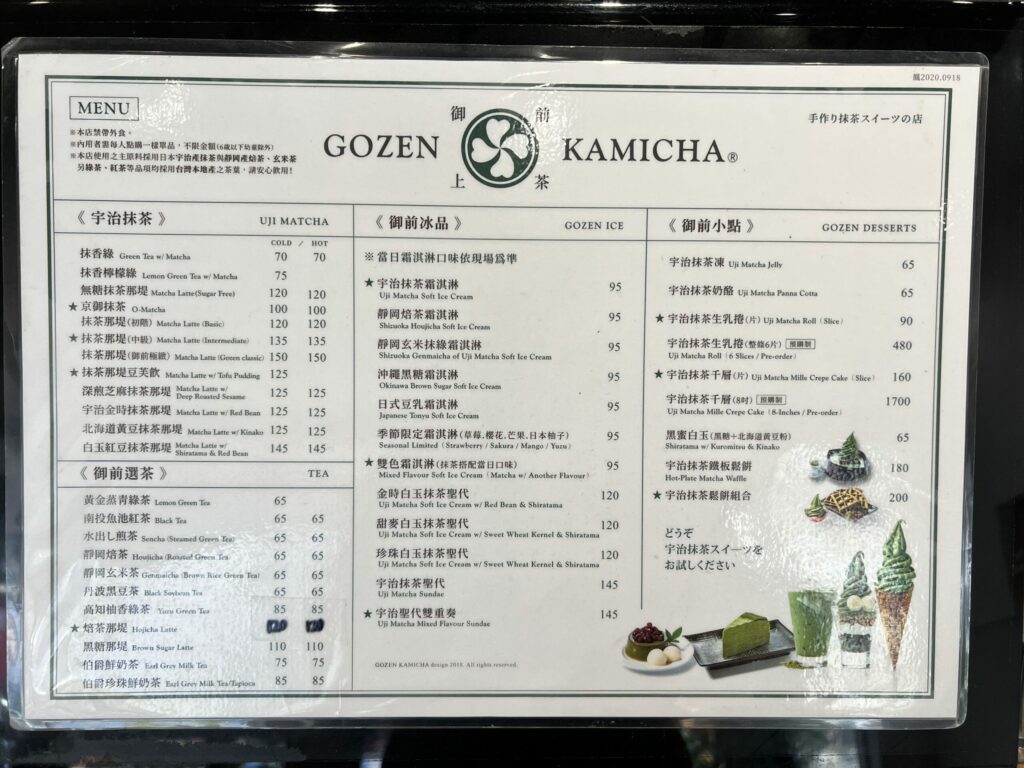 鳳2020.0918
MENU
※本店禁帶外食。
※內用者需每人點購一樣單品，不限金額(6歲以下幼童除外)
※本店使用之主原料採用日本宇治產抹茶與靜岡產焙茶、玄米茶
另綠茶、紅茶等品項均採用台灣本地產之茶葉，請安心飲用!
御 前
GOZEN KAMICHA®
上 茶
手作り抹茶スイーツの店
《 宇治抹茶 》 UJI MATCHA
COLD / HOT
抹香綠 Green Tea w/ Matcha 70 70
抹香檸檬綠 Lemon Green Tea w/ Matcha 75
無糖抹茶那堤 Matcha Latte(Sugar Free) 120 120
★ 京御抹茶 O-Matcha 100 100
抹茶那堤(初階) Matcha Latte (Basic) 120 120
★ 抹茶那堤(中級) Matcha Latte (Intermediate) 135 135
抹茶那堤(御前極緻) Matcha Latte (Gozen classic) 150 150
★ 抹茶那堤豆芙飲 Matcha Latte w/ Tofu Pudding 125
深煎芝麻抹茶那堤 Matcha Latte w/ Deep Roasted Sesame 125 125
宇治金時抹茶那堤 Matcha Latte w/ Red Bean 125 125
北海道黃豆抹茶那堤 Matcha Latte w/ Kinako 125 125
白玉紅豆抹茶那堤 Matcha Latte w/ Shiratama & Red Bean 145 145
《 御前選茶 》 TEA
黃金蒸青綠茶 Lemon Green Tea 65
南投魚池紅茶 Black Tea 65 65
水出し煎茶 Sencha (Steamed Green Tea) 65 65
靜岡焙茶 Houjicha (Roasted Green Tea 65 65
靜岡玄米茶 Genmaicha (Brown Rice Green Tea) 65 65
丹波黑豆茶 Black Soybean Tea 65 65
高知柚香綠茶 Yuzu Green Tea 85 85
★ 焙茶那堤 Hojicha Latte 120 120
黑糖那堤 Brown Sugar Latte 110 110
伯爵鮮奶茶 Earl Grey Milk Tea 75 75
伯爵珍珠鮮奶茶 Earl Grey Milk Tea/Tapioca 85 85
《 御前冰品 》 GOZEN ICE
※ 當日霜淇淋口味依現場爲準
★ 宇治抹茶霜淇淋 95
Uji Matcha Soft Ice Cream
靜岡焙茶霜淇淋 95
Shizuoka Houjicha Soft Ice Cream
靜岡玄米抹綠霜淇淋 95
Shizuoka Genmaicha of Uji Matcha Soft Ice Cream
沖繩黑糖霜淇淋 95
Okinawa Brown Sugar Soft Ice Cream
日式豆乳霜淇淋 95
Japanese Tonyu Soft Ice Cream
季節限定霜淇淋(草莓、櫻花、芒果、日本柚子) 95
Seasonal Limited (Strawberry / Sakura / Mango / Yuzu)
★ 雙色霜淇淋(抹茶搭配當日口味) 95
Mixed Flavour Soft Ice Cream (Matcha w/ Another Flavour)
金時白玉抹茶聖代 120
Uji Matcha Soft Ice Cream w/ Red Bean & Shiratama
甜麥白玉抹茶聖代 120
Uji Matcha Soft Ice Cream w/ Sweet Wheat Kernel & Shiratama
珍珠白玉抹茶聖代 120
Uji Matcha Soft Ice Cream w/ Sweet Wheat Kernel & Shiratama
宇治抹茶聖代 145
Uji Matcha Sundae
★ 宇治聖代雙重奏 145
Uji Matcha Mixed Flavour Sundae
GOZEN KAMICHA design 2018. All rights reserved.
《 御前小點 》 GOZEN DESSERTS
宇治抹茶凍 Uji Matcha Jelly 65
宇治抹茶奶酪 Uji Matcha Panna Cotta 65
★ 宇治抹茶生乳捲(片) Uji Matcha Roll (Slice) 90
宇治抹茶生乳捲(整條6片) 預購制 480
Uji Matcha Roll (6 Slices / Pre-order)
★ 宇治抹茶千層(片) Uji Matcha Mille Crepe Cake (Slice) 160
宇治抹茶千層(8吋) 預購制 1700
Uji Matcha Mille Crepe Cake (8-Inches / Pre-order)
黑蜜白玉(黑糖＋北海道黃豆粉) 65
Shiratama w/ Kuromitsu & Kinako
宇治抹茶鐵板鬆餅 180
Hot-Plate Matcha Waffle
★ 宇治抹茶鬆餅組合 200
どうぞ
宇治抹茶スイーツを
お試しください